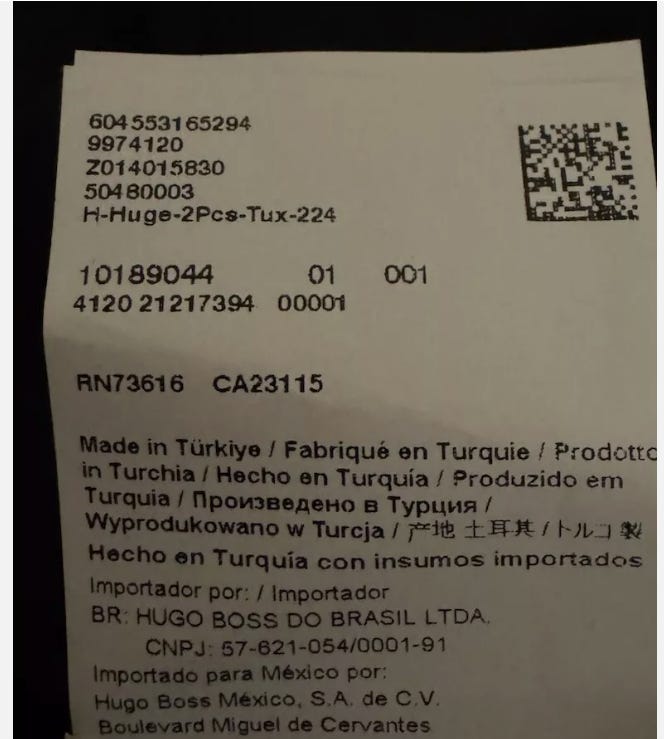 604553165294
9974120
Z014015830
50480003
H-Huge-2Pcs-Tux-224
10189044 01 001
4120 21217394 00001
RN73616 CA23115
Made in Türkiye / Fabriqué en Turquie / Prodotto
in Turchia / Hecho en Turquía / Produzido em
Turquia / Произведено в Турция /
Wyprodukowano w Turcja / 产地 土耳其 / トルコ製
Hecho en Turquía con insumos importados
Importador por: / Importador
BR: HUGO BOSS DO BRASIL LTDA.
CNPJ: 57-621-054/0001-91
Importado para México por:
Hugo Boss México, S.A. de C.V.
Boulevard Miguel de Cervantes